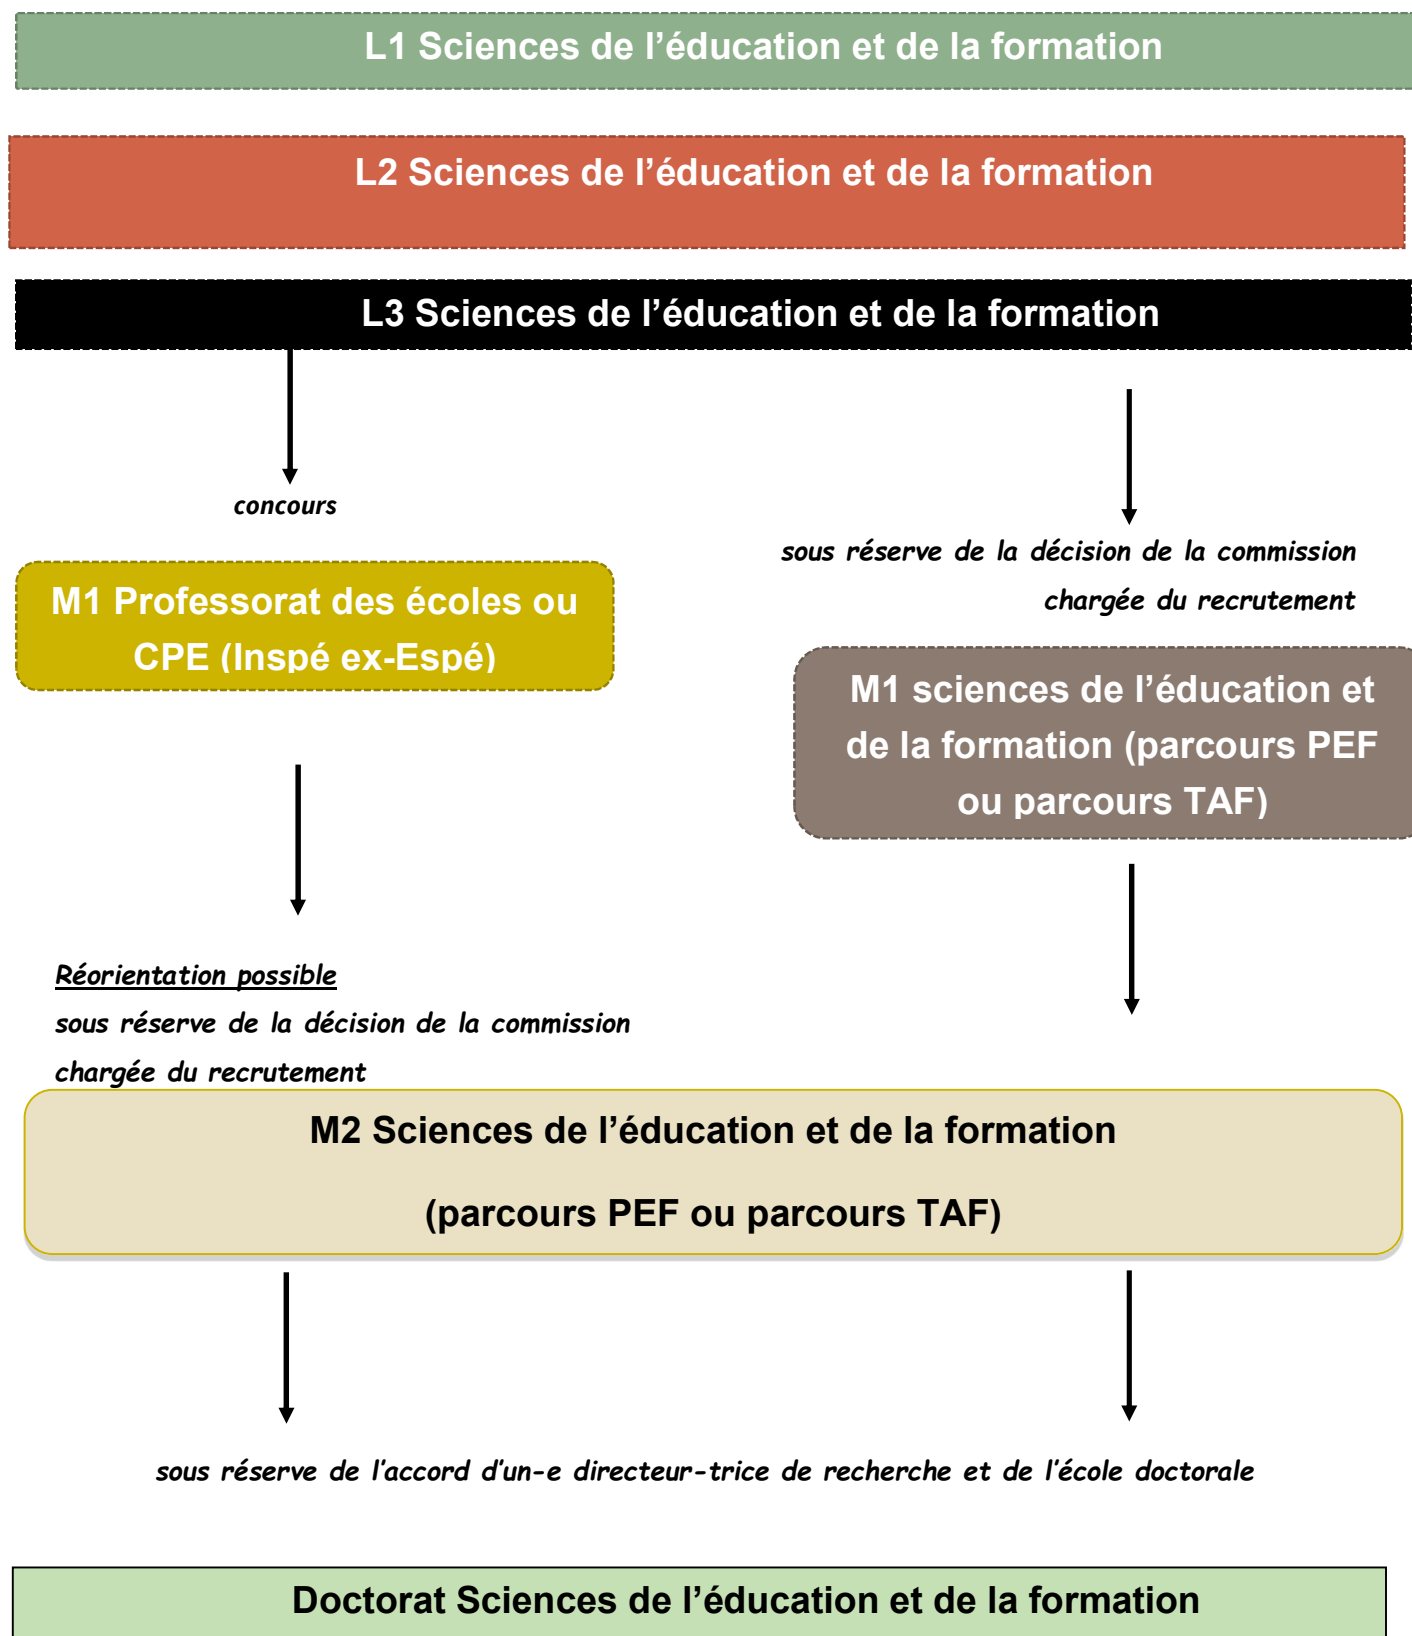 L1 Sciences de l’éducation et de la formation
L2 Sciences de l’éducation et de la formation
L3 Sciences de l’éducation et de la formation
concours
sous réserve de la décision de la commission
chargée du recrutement
M1 Professorat des écoles ou
CPE (Inspé ex-Espé)
M1 sciences de l’éducation et
de la formation (parcours PEF
ou parcours TAF)
Réorientation possible
sous réserve de la décision de la commission
chargée du recrutement
M2 Sciences de l’éducation et de la formation
(parcours PEF ou parcours TAF)
sous réserve de l’accord d’un-e directeur-trice de recherche et de l’école doctorale
Doctorat Sciences de l’éducation et de la formation